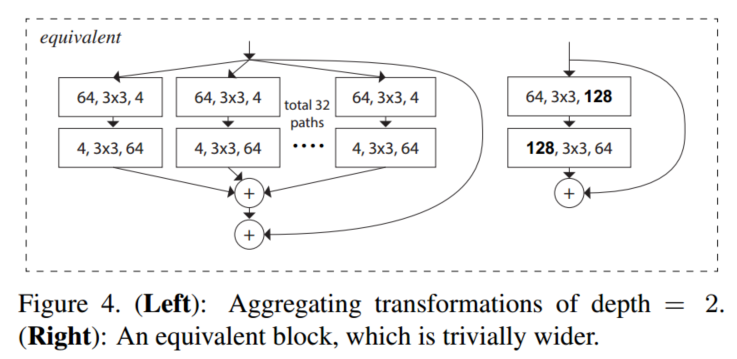 equivalent
64, 3x3, 4
64, 3x3, 4
total 32
paths
....
64, 3x3, 4
4, 3x3, 64
4, 3x3, 64
4, 3x3, 64
+
+
64, 3x3, 128
128, 3x3, 64
+
Figure 4. (Left): Aggregating transformations of depth = 2.
(Right): An equivalent block, which is trivially wider.